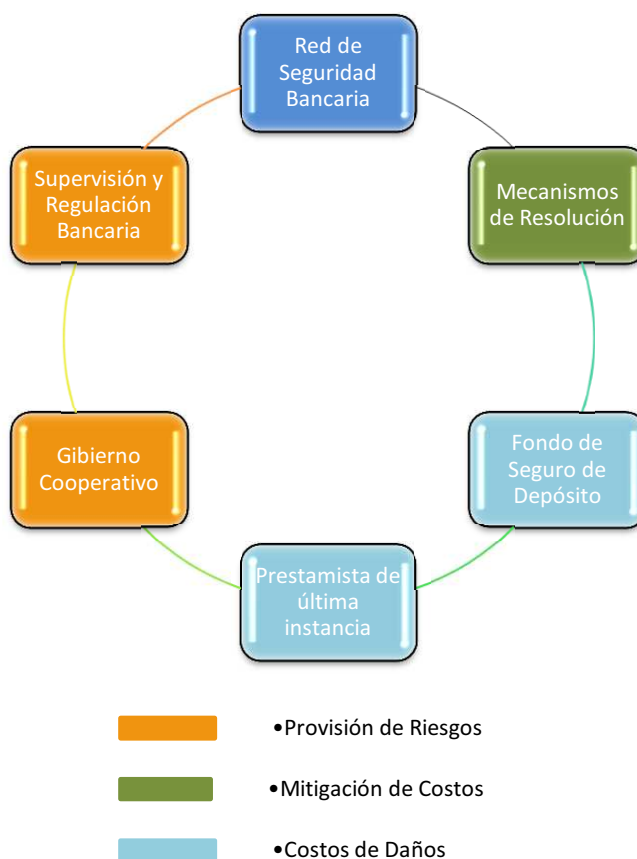 Red de
Seguridad
Bancaria
Supervisión y
Regulación
Bancaria
Mecanismos
de Resolución
Gibierno
Cooperativo
Fondo de
Seguro de
Depósito
Prestamista de
última
instancia
•Provisión de Riesgos
•Mitigación de Costos
•Costos de Daños